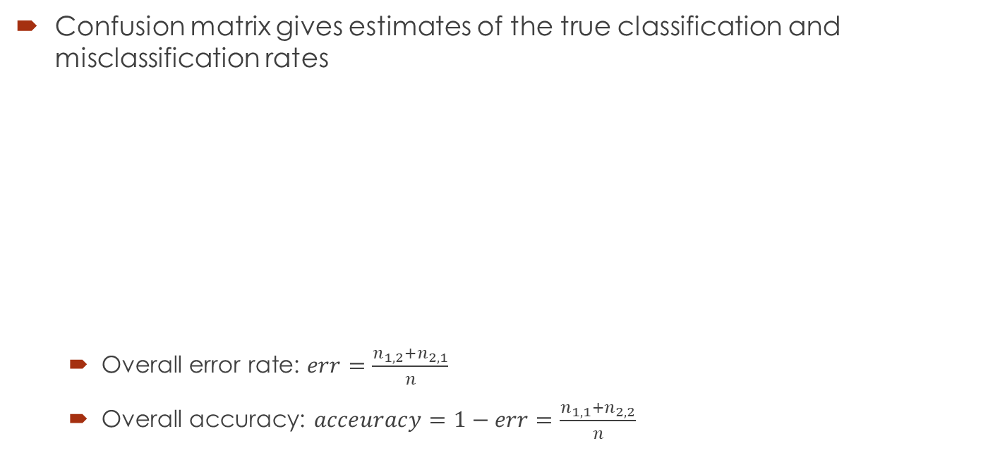 Confusion matrix gives estimates of the true classification and
misclassification rates
Overall error rate: err = \frac{n_{1,2}+n_{2,1}}{n}
Overall accuracy: acceuracy = 1 − err = \frac{n_{1,1}+n_{2,2}}{n}